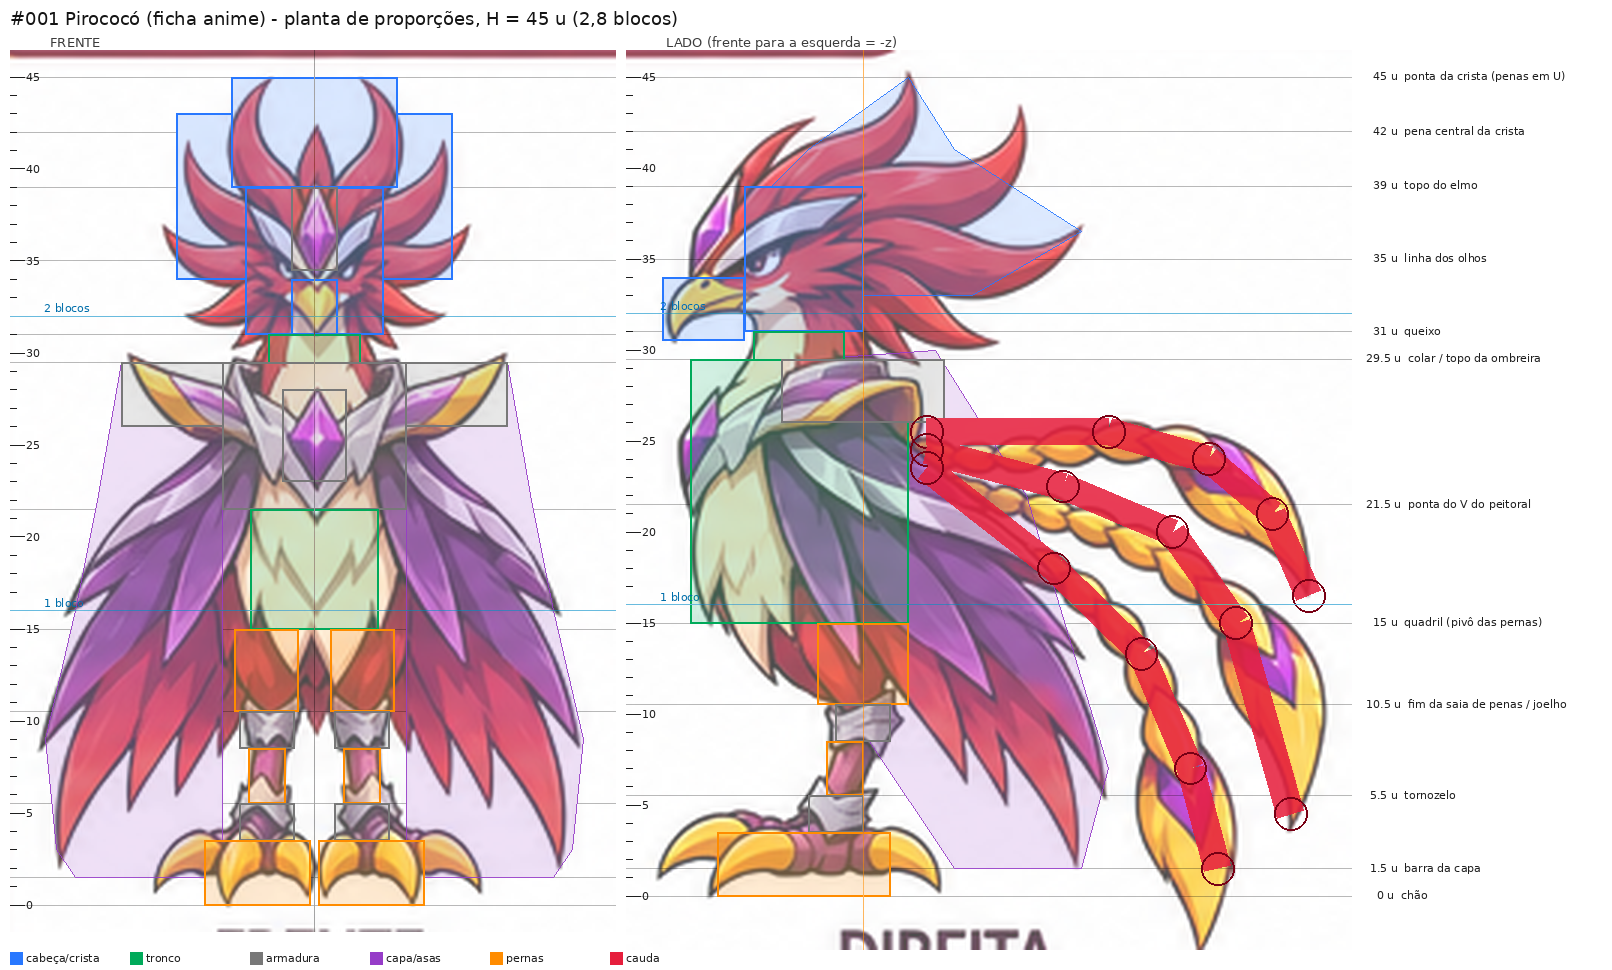 #001 Pirococó (ficha anime) - planta de proporções, H = 45 u (2,8 blocos)
FRENTE
LADO (frente para a esquerda = -z)
45
40
35
2 blocos
30
25
20
1 bloco
15
10
5
0
45
40
35
2 blocos
30
25
20
1 bloco
15
10
5
0
45 u ponta da crista (penas em U)
42 u pena central da crista
39 u topo do elmo
35 u linha dos olhos
31 u queixo
29.5 u colar / topo da ombreira
21.5 u ponta do V do peitoral
15 u quadril (pivô das pernas)
10.5 u fim da saia de penas / joelho
5.5 u tornozelo
1.5 u barra da capa
0 u chão
DIREITA
cabeça/crista
tronco
armadura
capa/asas
pernas
cauda